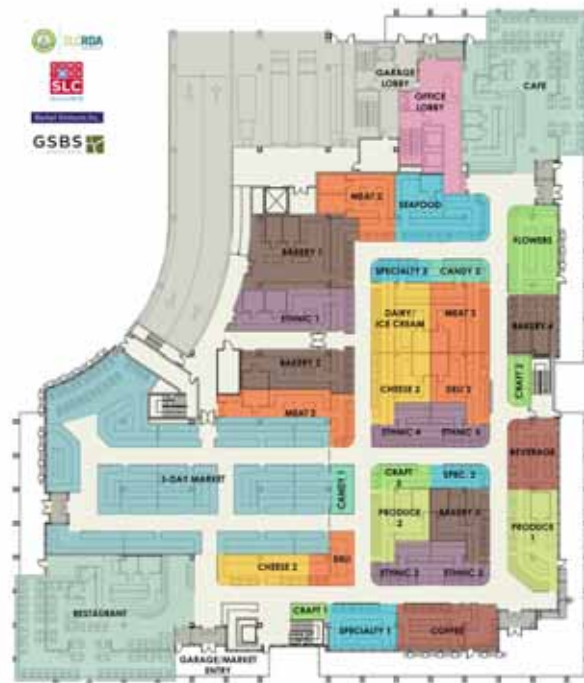 SLCRDA
SLC
GSBS
GARAGE
LOBBY
OFFICE
LOBBY
CAFE
MEAT 2
SEAFOOD
FLOWERS
BAKERY 1
SPECIALTY 2
CANDY 2
ETHNIC 1
DAIRY/
ICE CREAM
MEAT 3
BAKERY 4
BAKERY 2
CHEESE 2
DELI 2
CRAFT 2
MEAT 2
ETHNIC 4
ETHNIC 5
BEVERAGE
3-DAY MARKET
CANDY 1
CRAFT
3
SPEC. 3
PRODUCE
2
BAKERY 3
PRODUCE
1
CHEESE 2
DELI
ETHNIC 2
ETHNIC 3
RESTAURANT
CRAFT 1
SPECIALTY 1
COFFEE
GARAGE/MARKET
ENTRY